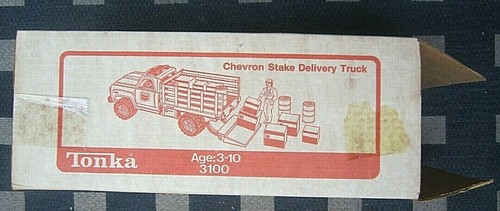 Chevron Stake Delivery Truck
Tonka
Age:3-10
3100